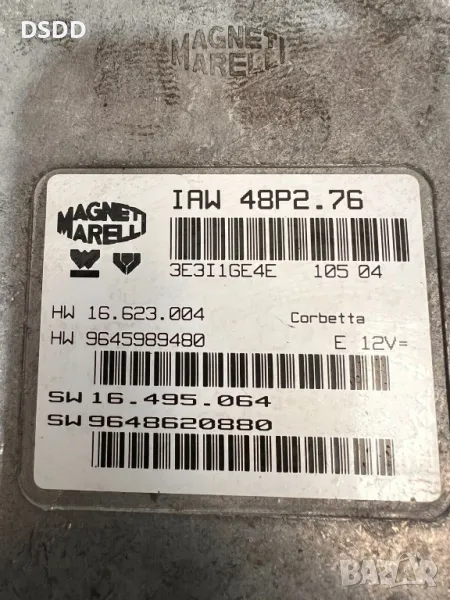 DSDD
MAGNETI
MARELLI
IAW 48P2.76
MAGNETI
MARELLI
3E3I1GE4E 105 04
HW 16.623.004 Corbetta
HW 9645989480 E 12V=
SW 16.495.064
SW 9648620880
BAZAR